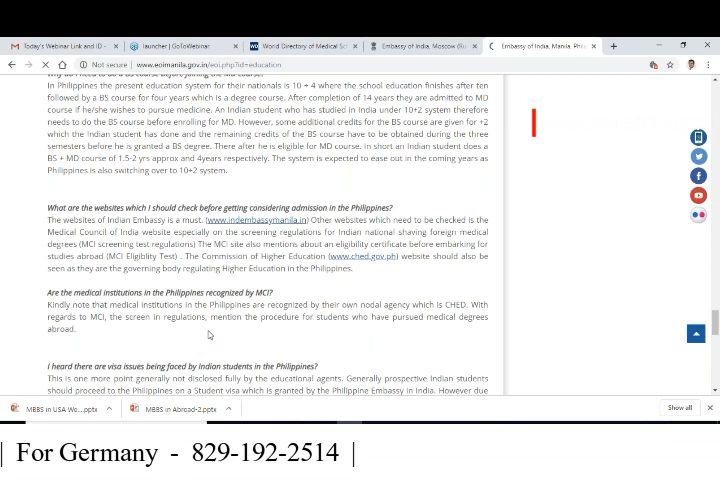 Today's Webinar Link and ID -
launcher | GoToWebinar
World Directory of Medical Sc
Embassy of India, Moscow (Ru
Embassy of India, Manila, Phi
Not secure | www.eoimanila.gov.in/eoi.php?id=education
Why do I need to do a BS course before joining the MD course?
In Philippines the present education system for their nationals is 10 + 4 where the school education finishes after ten
followed by a BS course for four years which is a degree course. After completion of 14 years they are admitted to MD
course if he/she wishes to pursue medicine. An Indian student who has studied in India under 10+2 system therefore
needs to do the BS course before enrolling for MD. However, some additional credits for the BS course are given for +2
which the Indian student has done and the remaining credits of the BS course have to be obtained during the three
semesters before he is granted a BS degree. There after he is eligible for MD course. In short an Indian student does a
BS + MD course of 1.5-2 yrs approx and 4years respectively. The system is expected to ease out in the coming years as
Philippines is also switching over to 10+2 system.
What are the websites which I should check before getting considering admission in the Philippines?
The websites of Indian Embassy is a must. (www.indembassymanila.in) Other websites which need to be checked is the
Medical Council of India website especially on the screening regulations for Indian national shaving foreign medical
degrees (MCI screening test regulations) The MCI site also mentions about an eligibility certificate before embarking for
studies abroad (MCI Eligiblity Test) . The Commission of Higher Education (www.ched.gov.ph) website should also be
seen as they are the governing body regulating Higher Education in the Philippines.
Are the medical institutions in the Philippines recognized by MCI?
Kindly note that medical institutions in the Philippines are recognized by their own nodal agency which is CHED. With
regards to MCI, the screen in regulations, mention the procedure for students who have pursued medical degrees
abroad.
I heard there are visa issues being faced by Indian students in the Philippines?
This is one more point generally not disclosed fully by the educational agents. Generally prospective Indian students
should proceed to the Philippines on a Student visa which is granted by the Philippine Embassy in India. However due
MBBS in USA We....pptx
MBBS in Abroad-2.pptx
Show all
| For Germany - 829-192-2514 |